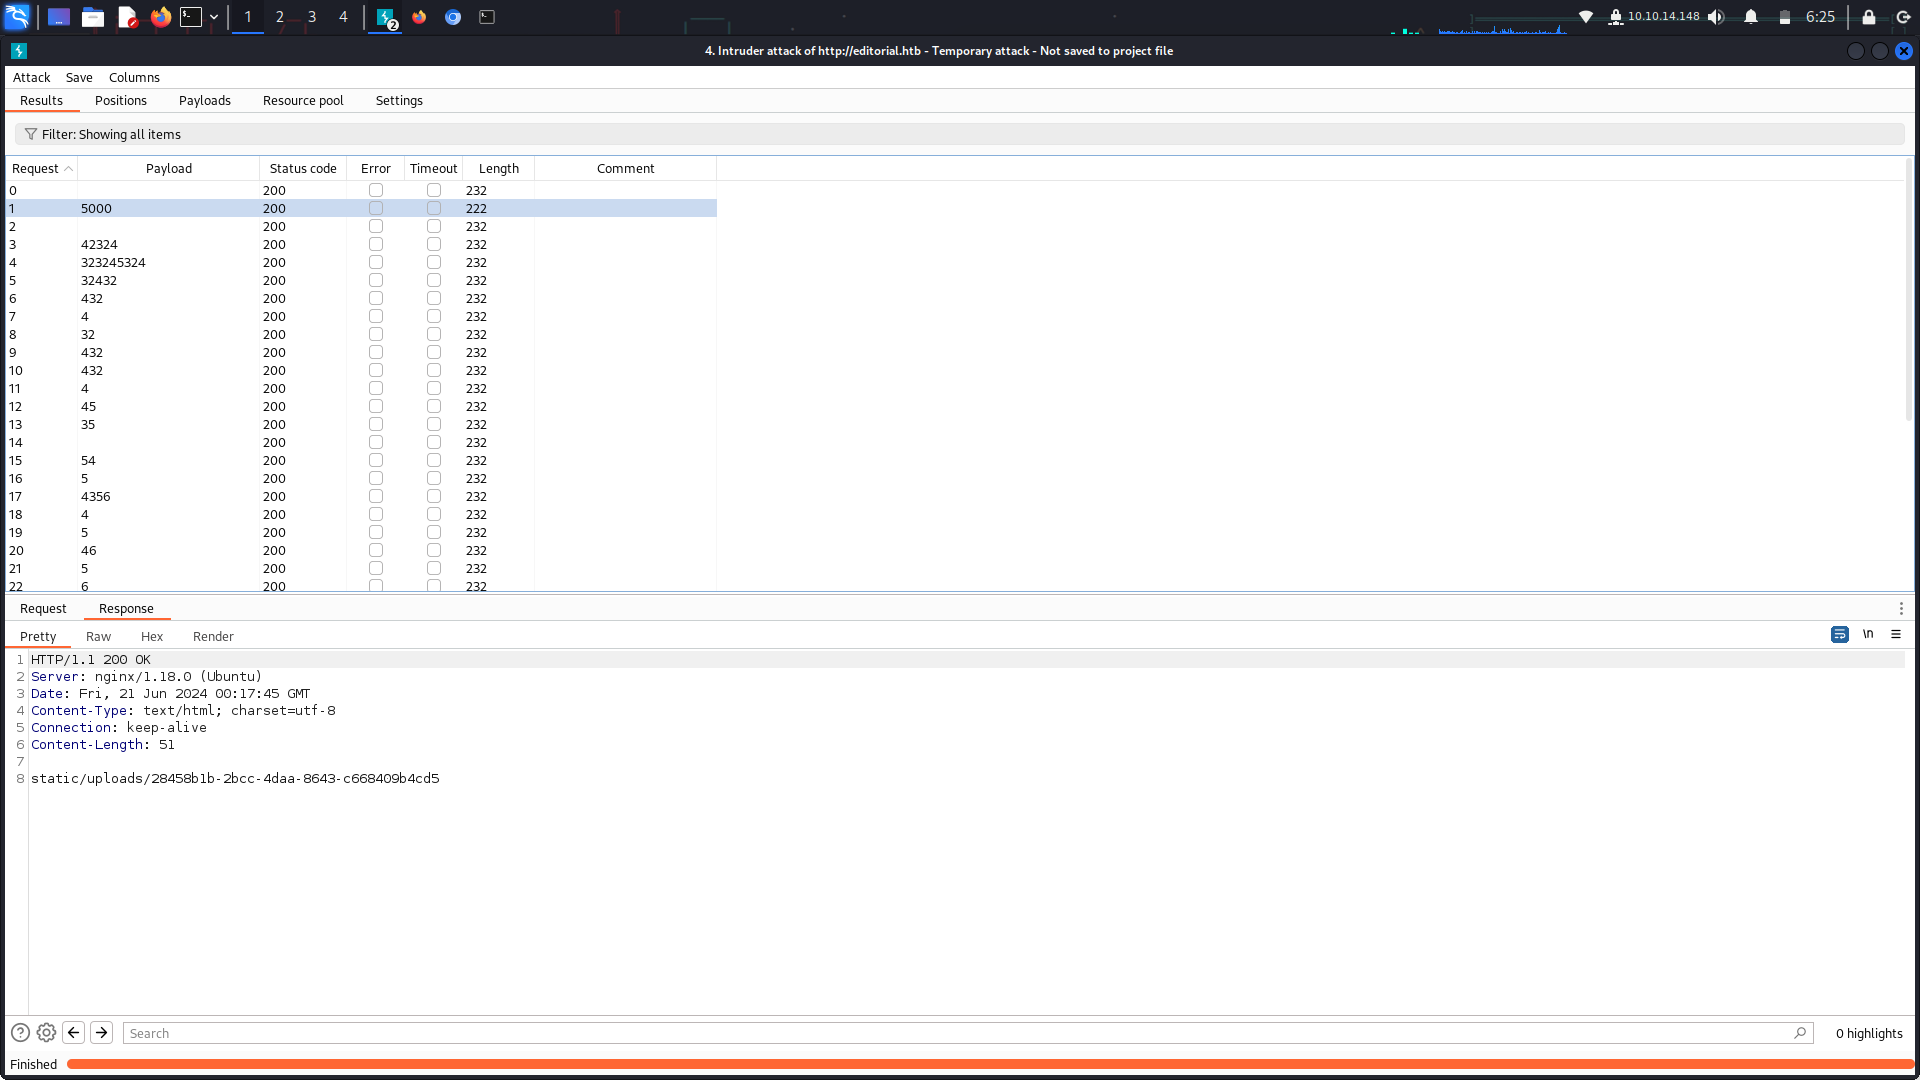 1 2 3 4 2 10.10.14.148 6:25
4. Intruder attack of http://editorial.htb - Temporary attack - Not saved to project file
Attack Save Columns
Results Positions Payloads Resource pool Settings
Filter: Showing all items
Request Payload Status code Error Timeout Length Comment
0 200 232
1 5000 200 222
2 200 232
3 42324 200 232
4 323245324 200 232
5 32432 200 232
6 432 200 232
7 4 200 232
8 32 200 232
9 432 200 232
10 432 200 232
11 4 200 232
12 45 200 232
13 35 200 232
14 200 232
15 54 200 232
16 5 200 232
17 4356 200 232
18 4 200 232
19 5 200 232
20 46 200 232
21 5 200 232
22 6 200 232
Request Response
Pretty Raw Hex Render \n
1 HTTP/1.1 200 OK
2 Server: nginx/1.18.0 (Ubuntu)
3 Date: Fri, 21 Jun 2024 00:17:45 GMT
4 Content-Type: text/html; charset=utf-8
5 Connection: keep-alive
6 Content-Length: 51
7
8 static/uploads/28458b1b-2bcc-4daa-8643-c668409b4cd5
Search 0 highlights
Finished